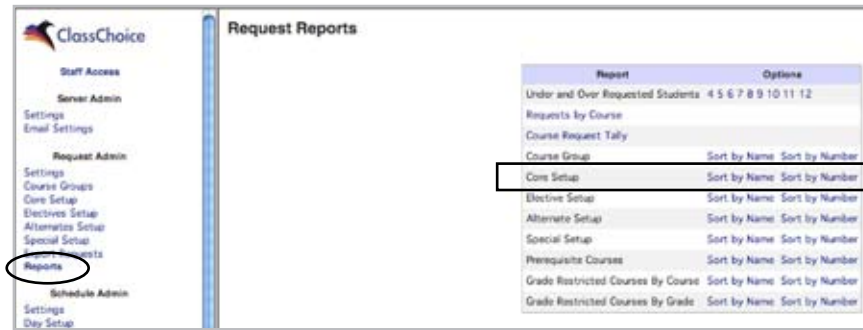 ClassChoice
Staff Access
Server Admin
Settings
Email Settings
Request Admin
Settings
Course Groups
Core Setup
Electives Setup
Alternates Setup
Special Setup
Export Requests
Reports
Schedule Admin
Settings
Day Setup
Request Reports
Report Options
Under and Over Requested Students 4 5 6 7 8 9 10 11 12
Requests by Course
Course Request Tally
Course Group Sort by Name Sort by Number
Core Setup Sort by Name Sort by Number
Elective Setup Sort by Name Sort by Number
Alternate Setup Sort by Name Sort by Number
Special Setup Sort by Name Sort by Number
Prerequisite Courses Sort by Name Sort by Number
Grade Restricted Courses By Course Sort by Name Sort by Number
Grade Restricted Courses By Grade Sort by Name Sort by Number